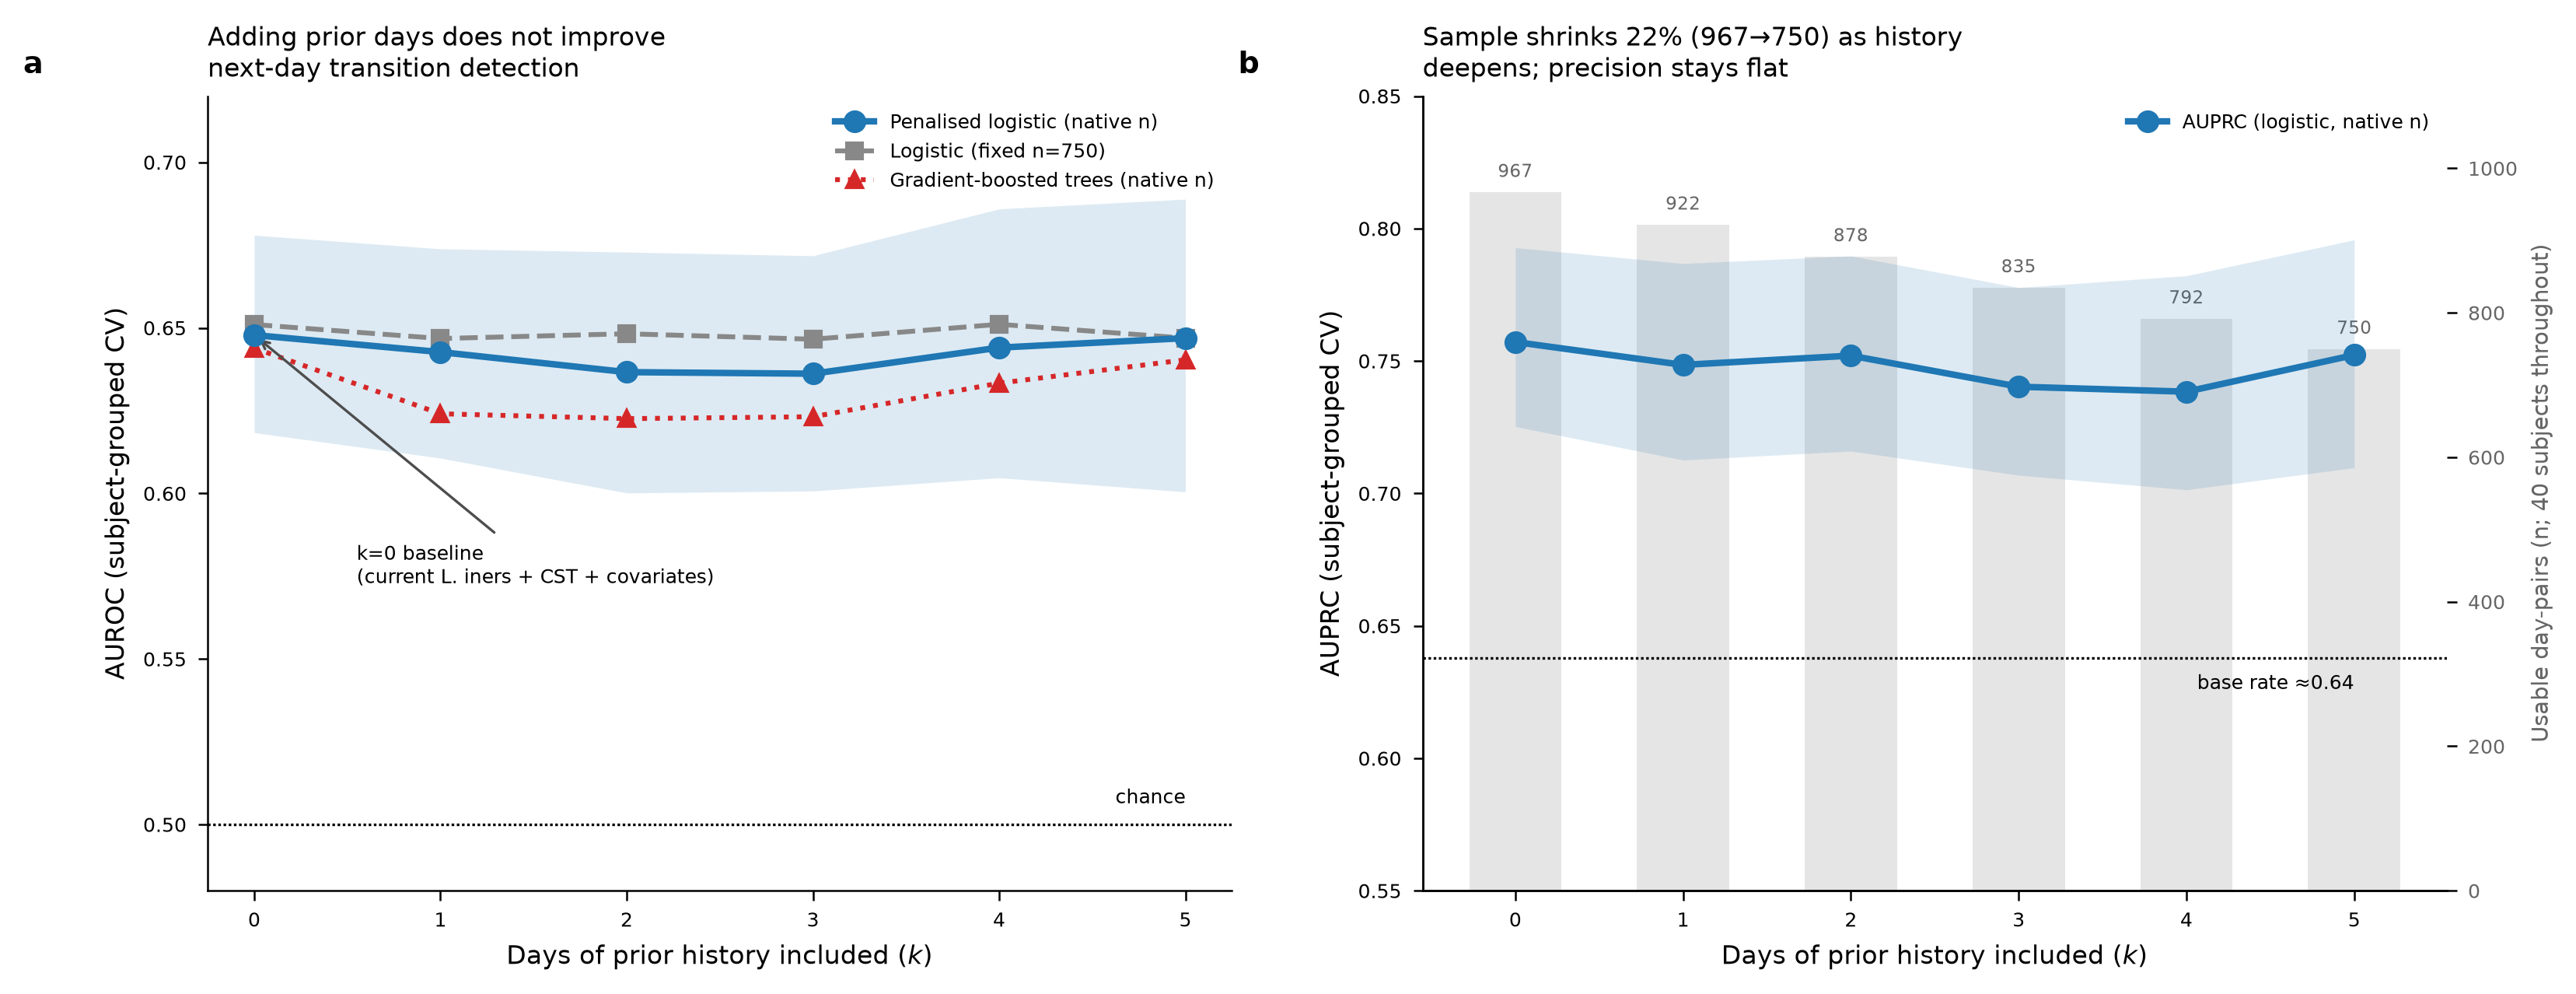 a
Adding prior days does not improve
next-day transition detection
Penalised logistic (native n)
Logistic (fixed n=750)
Gradient-boosted trees (native n)
AUROC (subject-grouped CV)
0.70
0.65
0.60
0.55
0.50
k=0 baseline
(current L. iners + CST + covariates)
chance
0
1
2
3
4
5
Days of prior history included (k)
b
Sample shrinks 22% (967→750) as history
deepens; precision stays flat
AUPRC (logistic, native n)
AUPRC (subject-grouped CV)
0.85
0.80
0.75
0.70
0.65
0.60
0.55
967
922
878
835
792
750
base rate ≈0.64
1000
800
600
400
200
0
Usable day-pairs (n; 40 subjects throughout)
0
1
2
3
4
5
Days of prior history included (k)